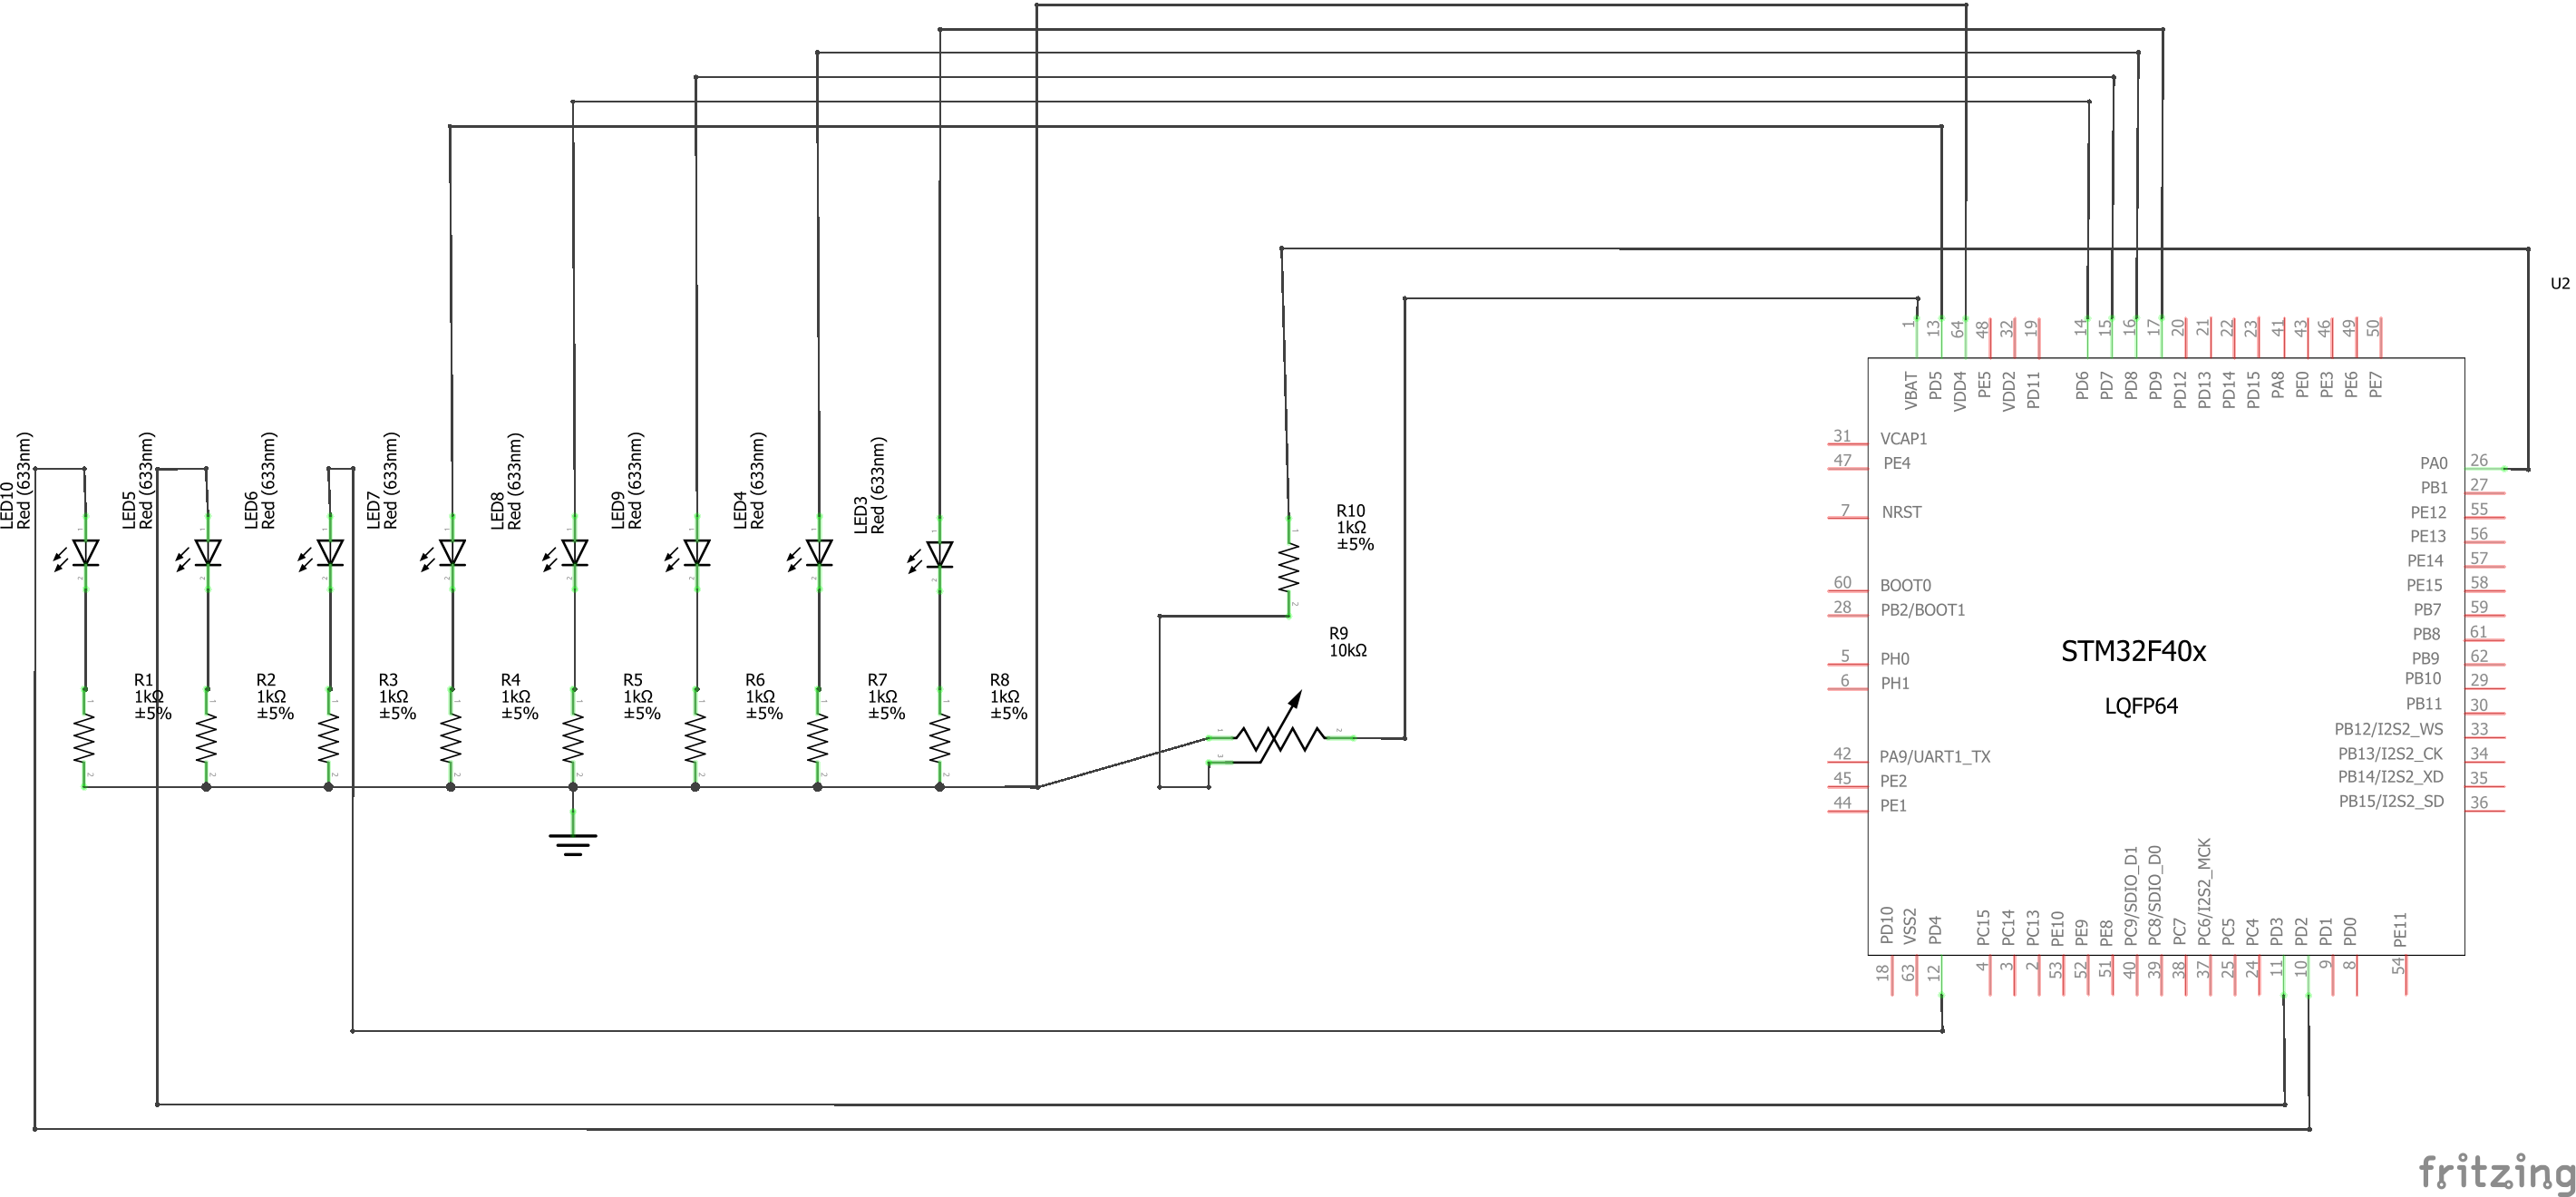 LED10
Red (633nm)
LED5
Red (633nm)
LED6
Red (633nm)
LED7
Red (633nm)
LED8
Red (633nm)
LED9
Red (633nm)
LED4
Red (633nm)
LED3
Red (633nm)
R1
1kΩ
±5%
R2
1kΩ
±5%
R3
1kΩ
±5%
R4
1kΩ
±5%
R5
1kΩ
±5%
R6
1kΩ
±5%
R7
1kΩ
±5%
R8
1kΩ
±5%
R10
1kΩ
±5%
R9
10kΩ
U2
1
13
64
48
32
19
14
15
16
17
20
21
22
23
41
43
46
49
50
VBAT
PD5
VDD4
PE5
VDD2
PD11
PD6
PD7
PD8
PD9
PD12
PD13
PD14
PD15
PA8
PE0
PE3
PE6
PE7
31 VCAP1
47 PE4
7 NRST
60 BOOT0
28 PB2/BOOT1
5 PH0
6 PH1
42 PA9/UART1_TX
45 PE2
44 PE1
STM32F40x
LQFP64
PA0 26
PB1 27
PE12 55
PE13 56
PE14 57
PE15 58
PB7 59
PB8 61
PB9 62
PB10 29
PB11 30
PB12/I2S2_WS 33
PB13/I2S2_CK 34
PB14/I2S2_XD 35
PB15/I2S2_SD 36
PD10
VSS2
PD4
PC15
PC14
PC13
PE10
PE9
PE8
PC9/SDIO_D1
PC8/SDIO_D0
PC7
PC6/I2S2_MCK
PC5
PC4
PD3
PD2
PD1
PD0
PE11
18
63
12
4
3
2
53
52
51
40
39
38
37
25
24
11
10
9
8
54
fritzing